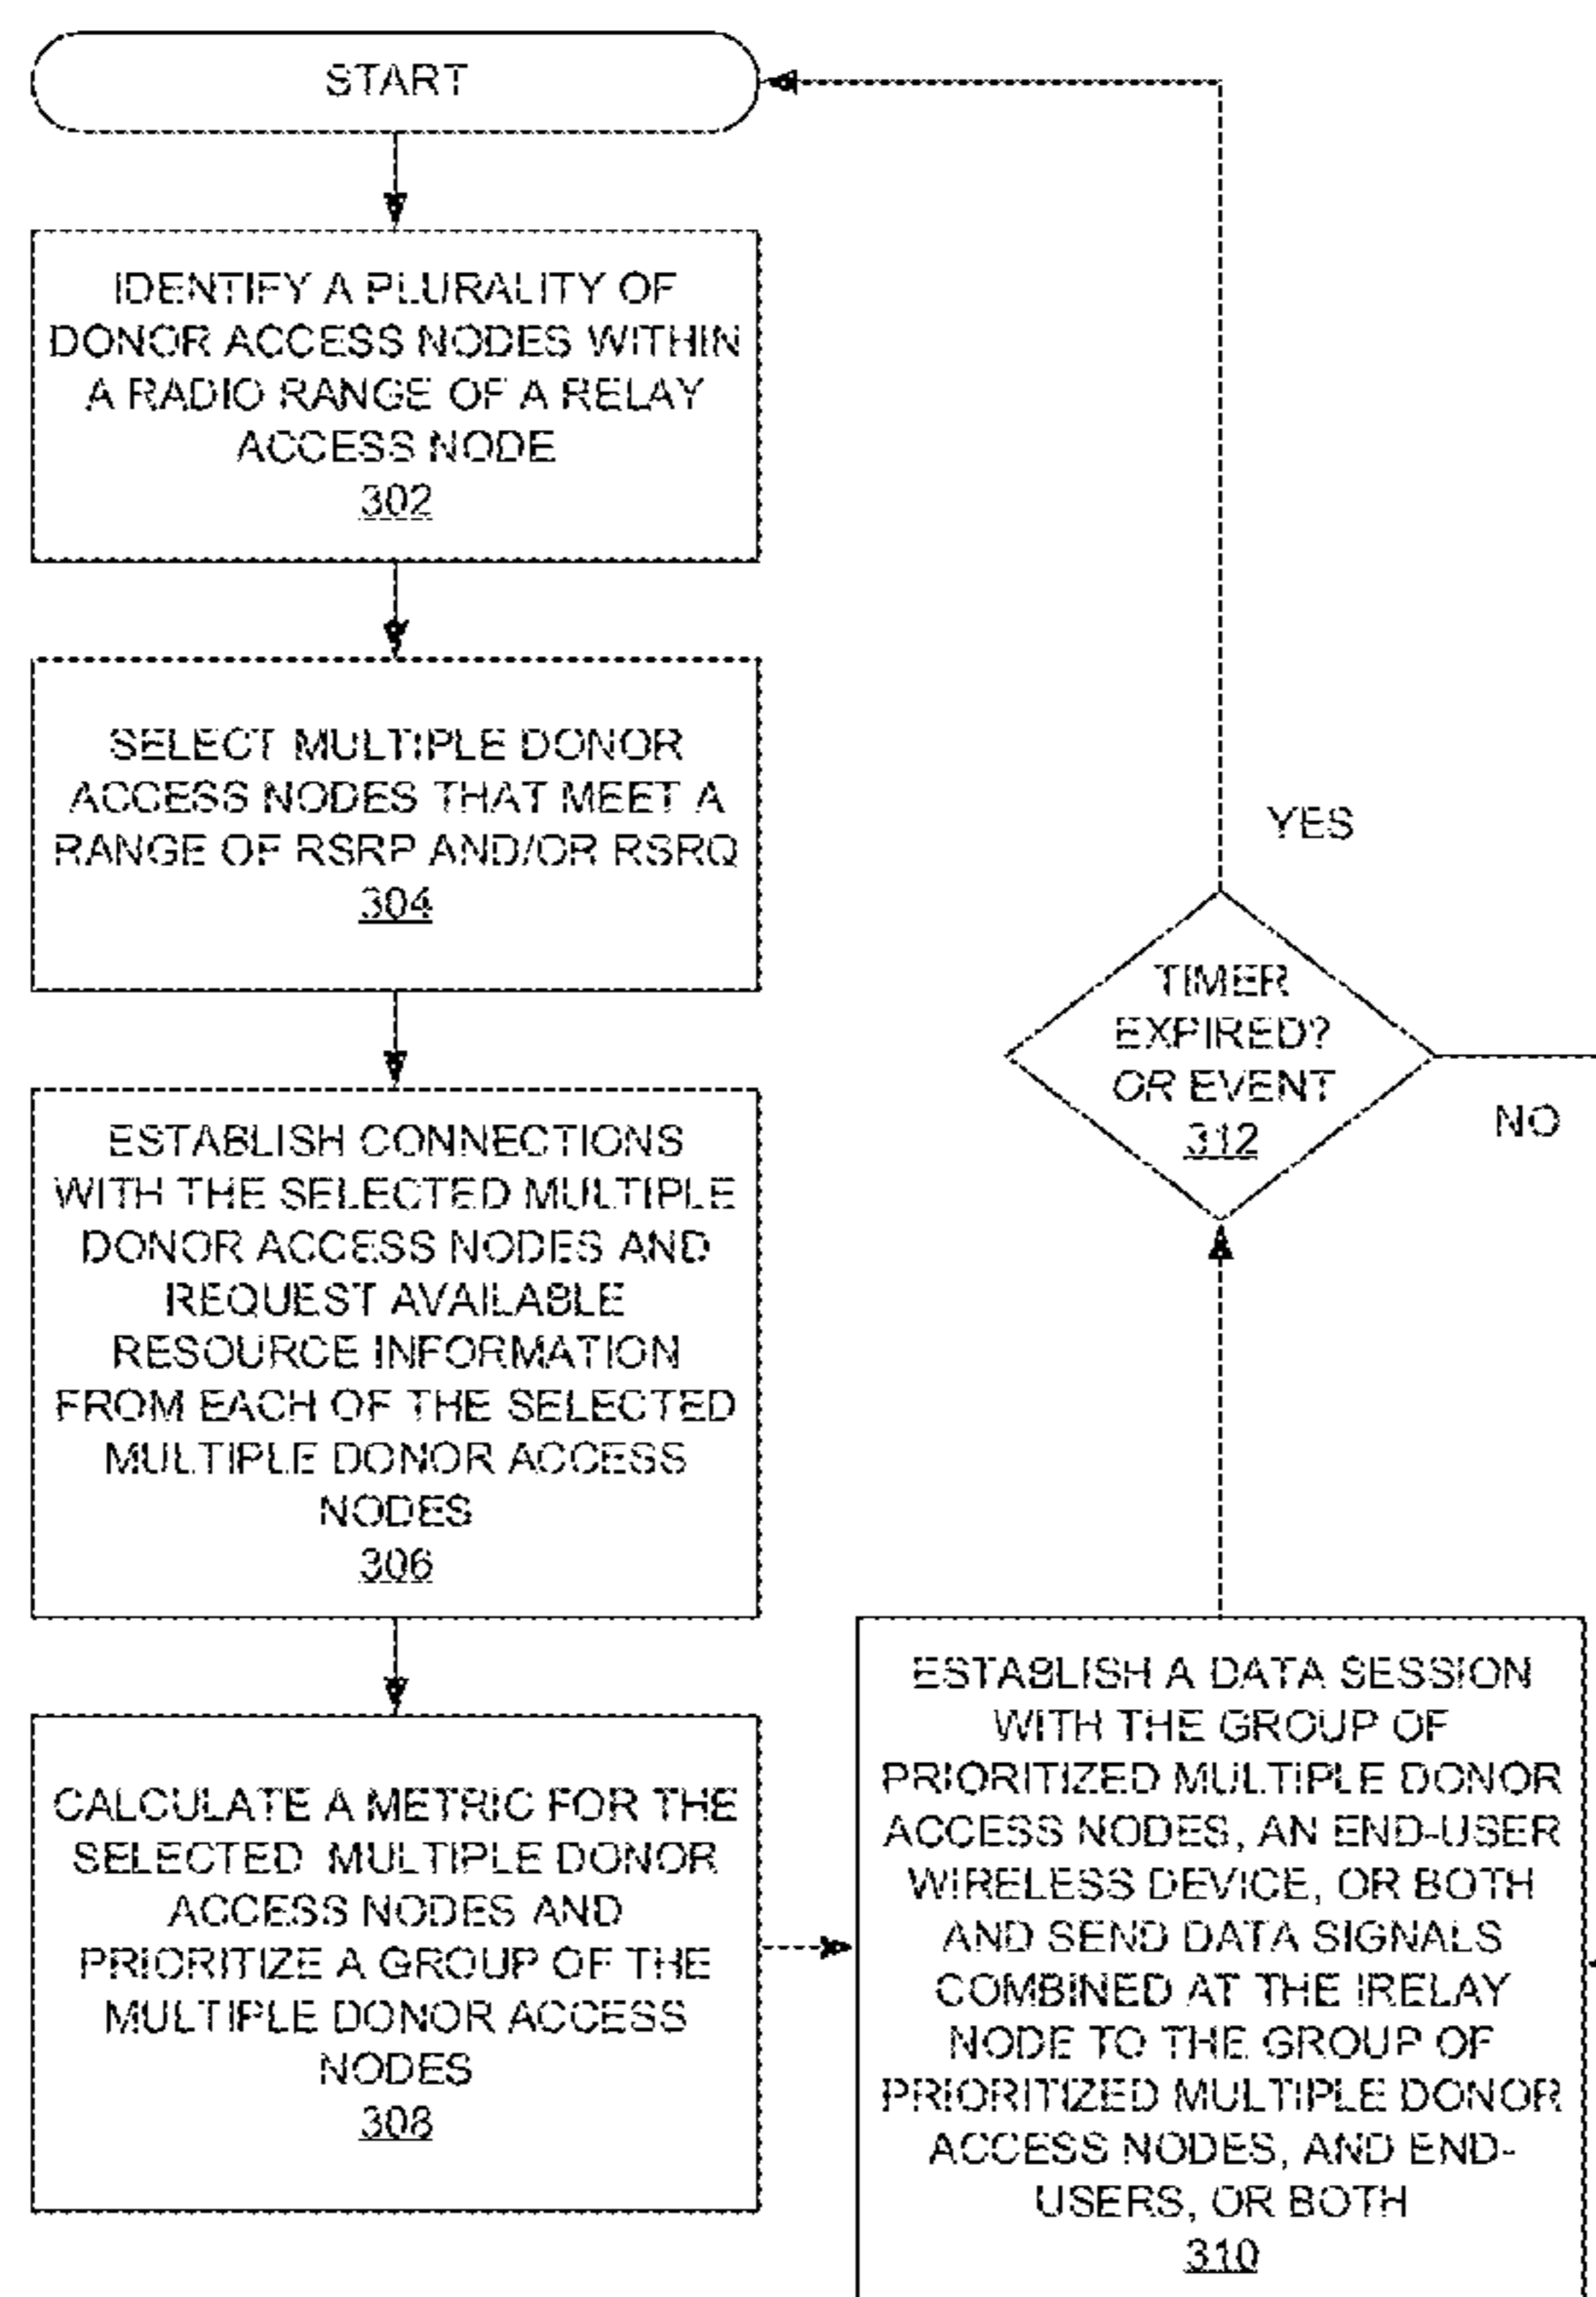 START
IDENTIFY A PLURALITY OF
DONOR ACCESS NODES WITHIN
A RADIO RANGE OF A RELAY
ACCESS NODE
302
SELECT MULTIPLE DONOR
ACCESS NODES THAT MEET A
RANGE OF RSRP AND/OR RSRQ
304
ESTABLISH CONNECTIONS
WITH THE SELECTED MULTIPLE
DONOR ACCESS NODES AND
REQUEST AVAILABLE
RESOURCE INFORMATION
FROM EACH OF THE SELECTED
MULTIPLE DONOR ACCESS
NODES
306
CALCULATE A METRIC FOR THE
SELECTED MULTIPLE DONOR
ACCESS NODES AND
PRIORITIZE A GROUP OF THE
MULTIPLE DONOR ACCESS
NODES
308
ESTABLISH A DATA SESSION
WITH THE GROUP OF
PRIORITIZED MULTIPLE DONOR
ACCESS NODES, AN END-USER
WIRELESS DEVICE, OR BOTH
AND SEND DATA SIGNALS
COMBINED AT THE IRELAY
NODE TO THE GROUP OF
PRIORITIZED MULTIPLE DONOR
ACCESS NODES, AND END-
USERS, OR BOTH
310
TIMER
EXPIRED?
OR EVENT
312
YES
NO